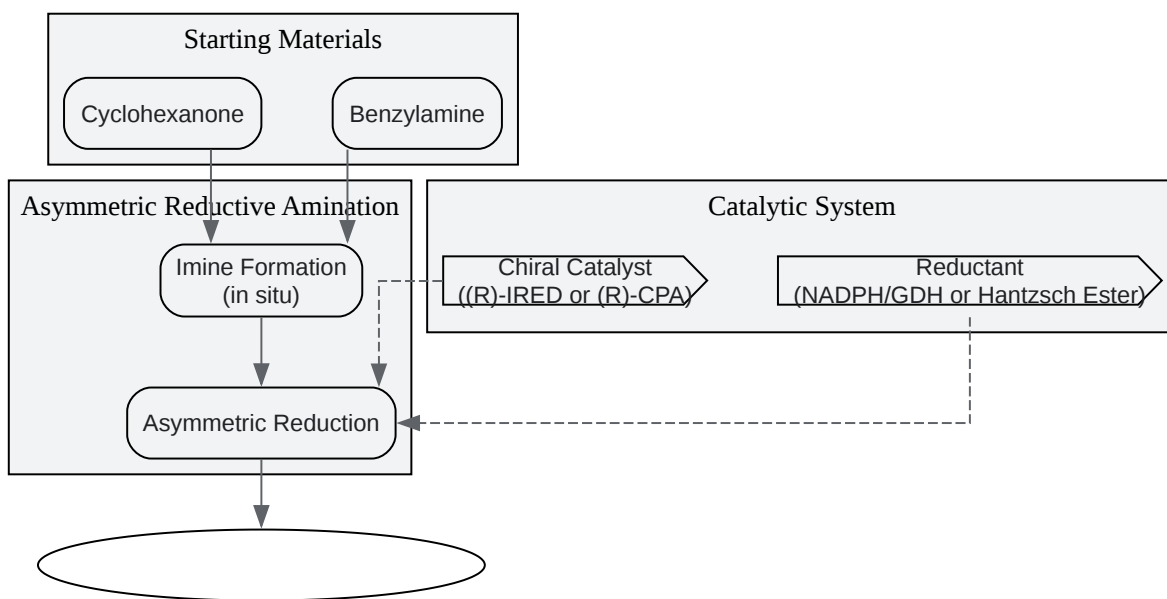 Starting Materials
Cyclohexanone
Benzylamine
Asymmetric Reductive Amination
Catalytic System
Imine Formation
(in situ)
Chiral Catalyst
((R)-IRED or (R)-CPA)
Reductant
(NADPH/GDH or Hantzsch Ester)
Asymmetric Reduction